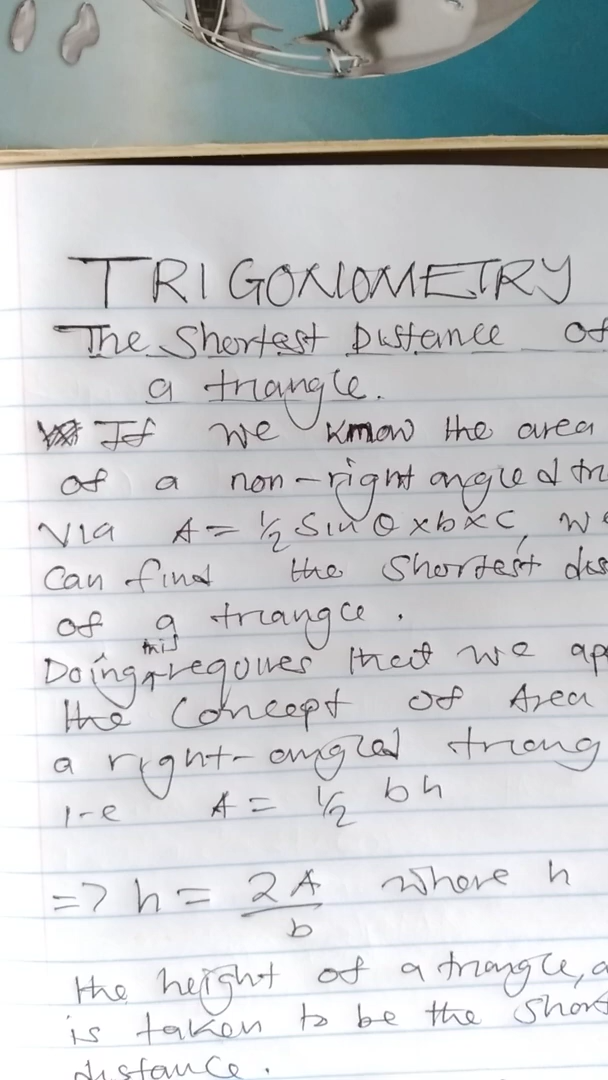 TRIGONOMETRY
The Shortest Distance of
a triangle.
If we know the area
of a non-right angled
via A = ½ Sin θ × b × c,
Can find the Shortest
of a triangle.
Doing this requires that we
the Concept of Area
a right-angled
i-e A = ½ bh
=> h = 2A/b where h
the height of a triangle,
is taken to be the
distance.